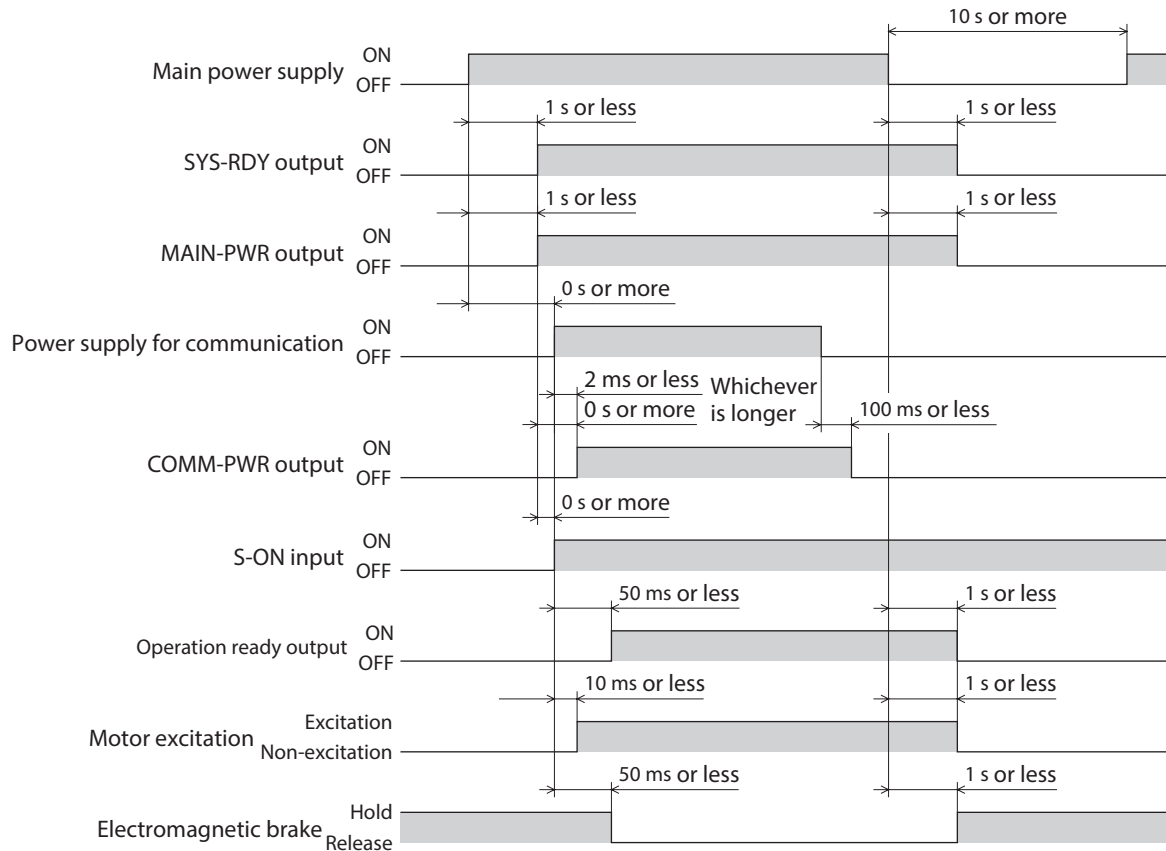 10 s or more
ON
Main power supply
OFF
1 s or less
1 s or less
ON
SYS-RDY output
OFF
1 s or less
1 s or less
ON
MAIN-PWR output
OFF
0 s or more
ON
Power supply for communication
OFF
2 ms or less
Whichever
0 s or more
is longer
100 ms or less
ON
COMM-PWR output
OFF
0 s or more
ON
S-ON input
OFF
50 ms or less
1 s or less
ON
Operation ready output
OFF
10 ms or less
1 s or less
Excitation
Motor excitation
Non-excitation
50 ms or less
1 s or less
Hold
Electromagnetic brake
Release